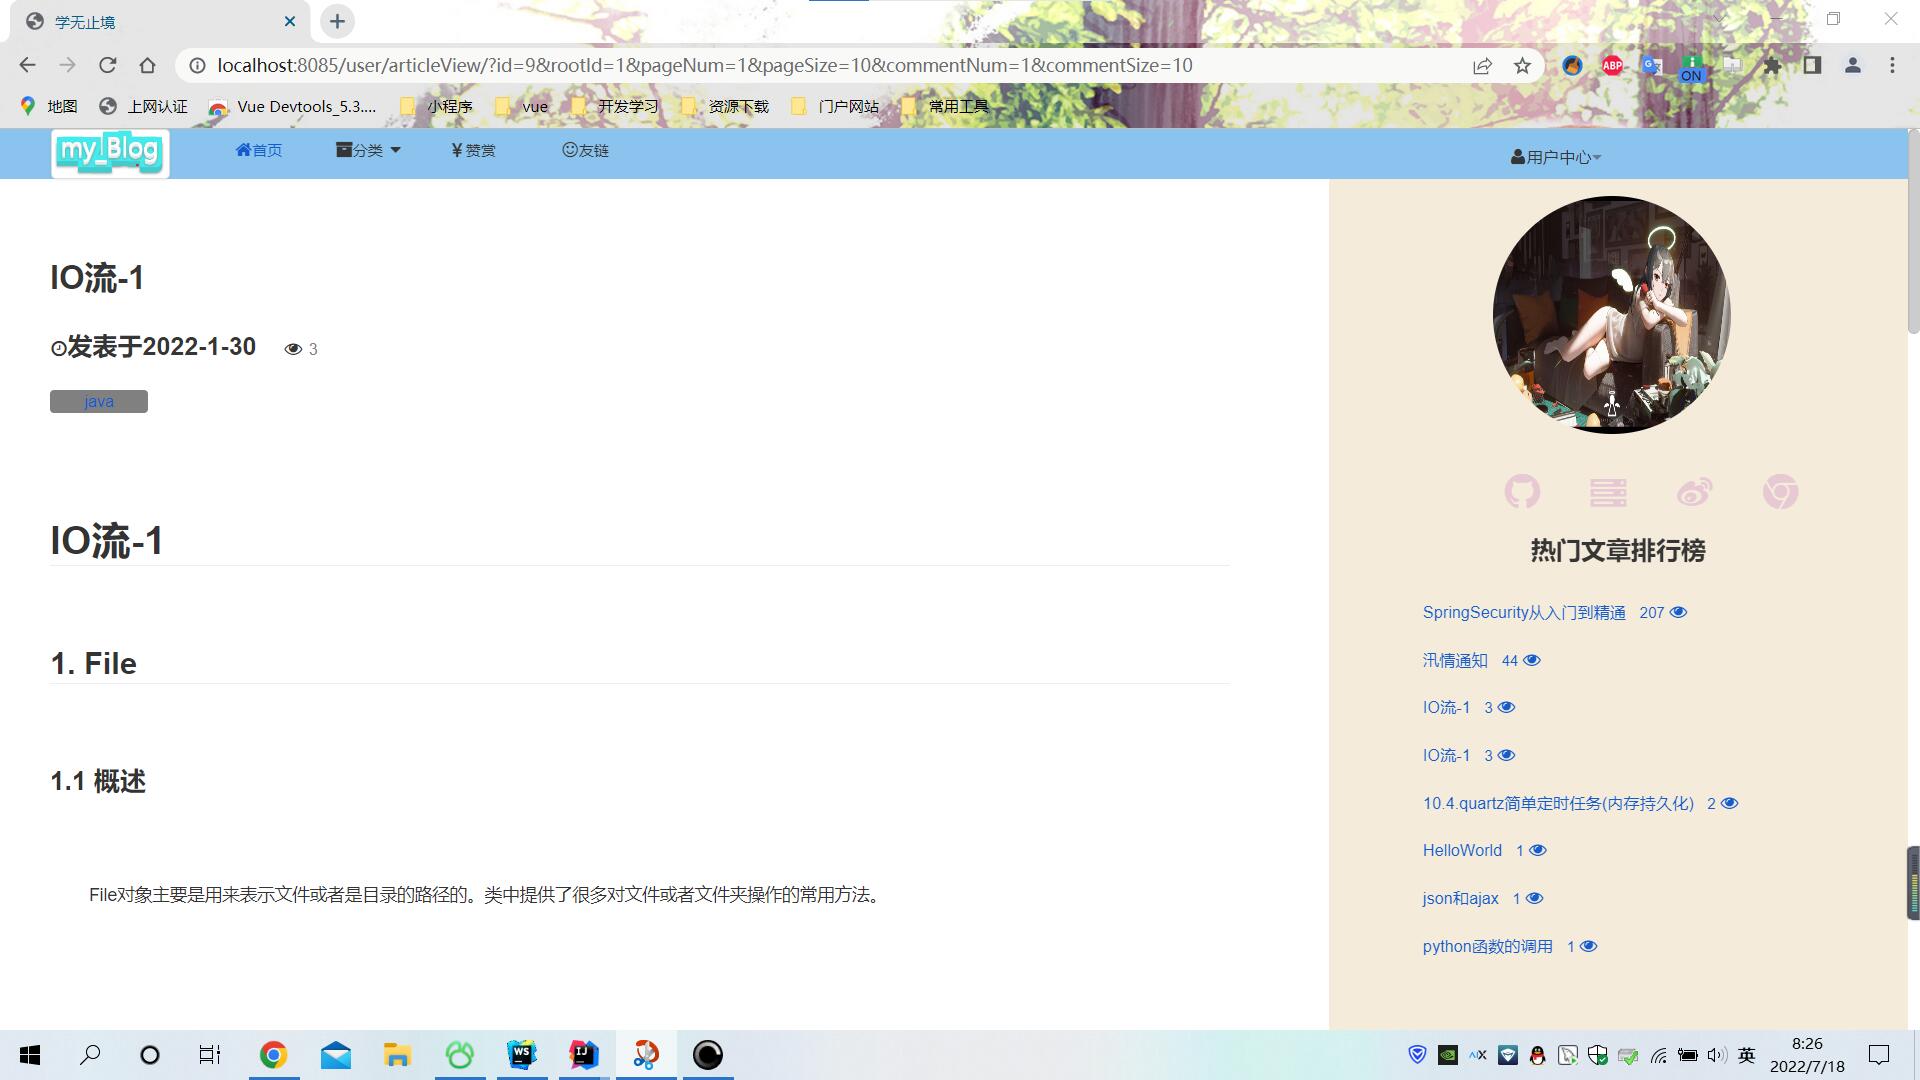 学无止境
localhost:8085/user/articleView/?id=9&rootId=1&pageNum=1&pageSize=10&commentNum=1&commentSize=10
ABP
ON
地图 上网认证 Vue Devtools_5.3.... 小程序 vue 开发学习 资源下载 门户网站 常用工具
my_Blog 首页 分类 ¥赞赏 友链 用户中心
IO流-1
发表于2022-1-30 3
java
IO流-1
1. File
1.1 概述
File对象主要是用来表示文件或者是目录的路径的。类中提供了很多对文件或者文件夹操作的常用方法。
热门文章排行榜
SpringSecurity从入门到精通 207
汛情通知 44
IO流-1 3
IO流-1 3
10.4.quartz简单定时任务(内存持久化) 2
HelloWorld 1
json和ajax 1
python函数的调用 1
WS
IJ
英
8:26
2022/7/18